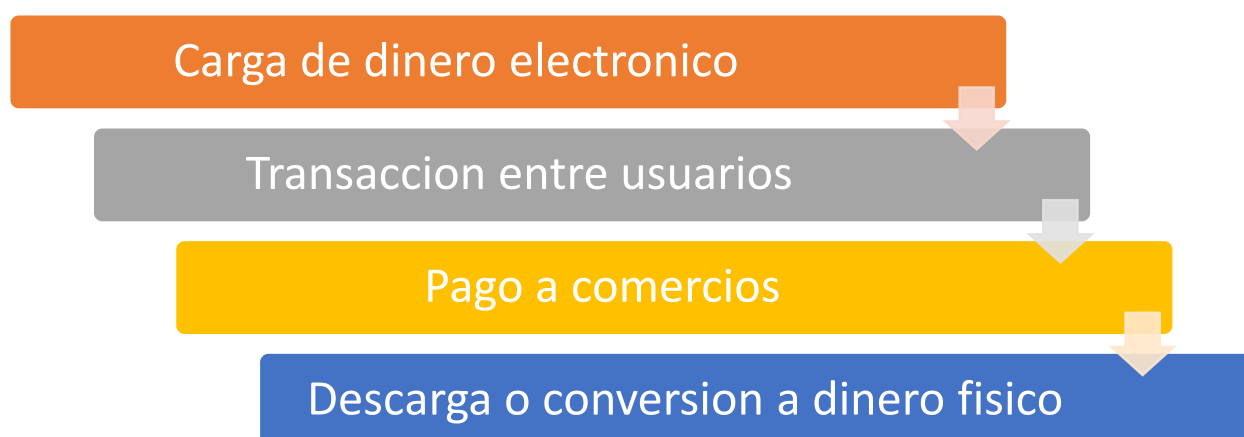 Carga de dinero electronico
Transaccion entre usuarios
Pago a comercios
Descarga o conversion a dinero fisico